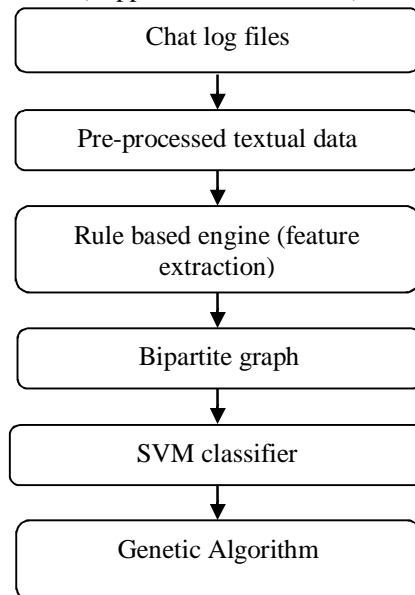 Chat log files
Pre-processed textual data
Rule based engine (feature
extraction)
Bipartite graph
SVM classifier
Genetic Algorithm